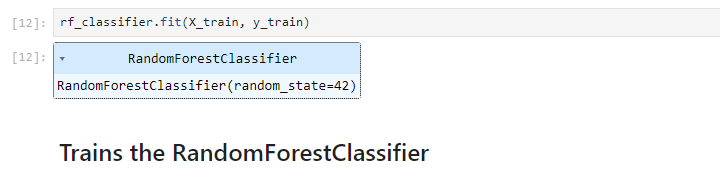 [12]: rf_classifier.fit(X_train, y_train)
[12]: RandomForestClassifier
RandomForestClassifier(random_state=42)
Trains the RandomForestClassifier